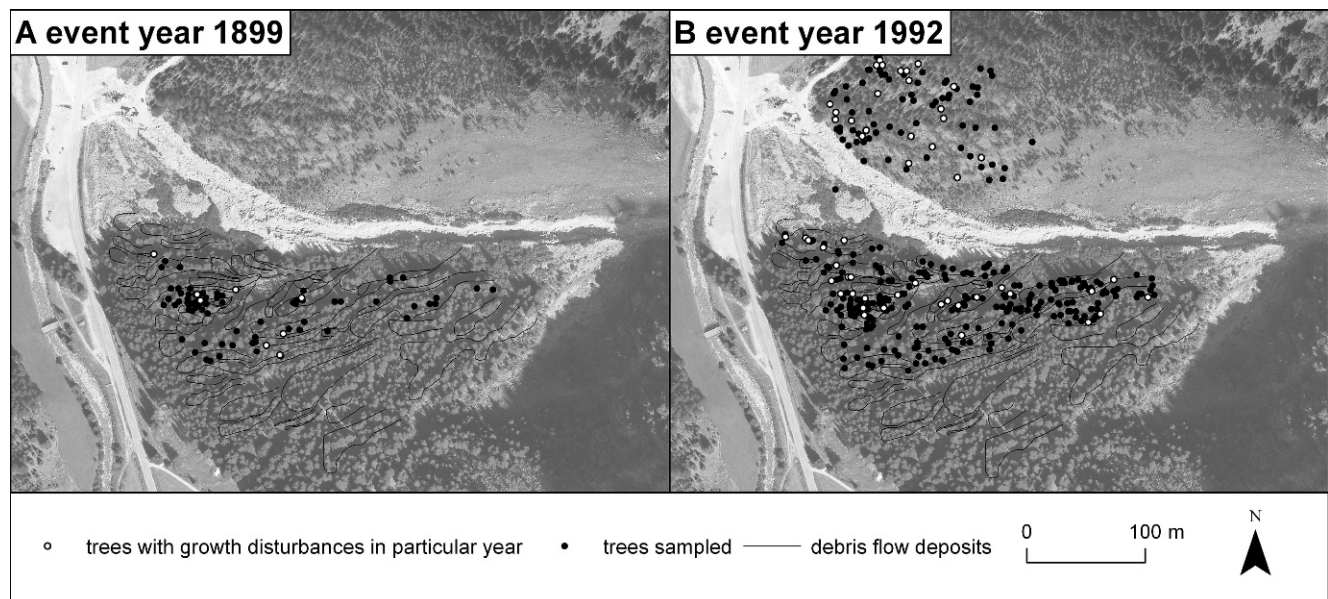 A event year 1899
B event year 1992
trees with growth disturbances in particular year
trees sampled
debris flow deposits
0
100 m
N